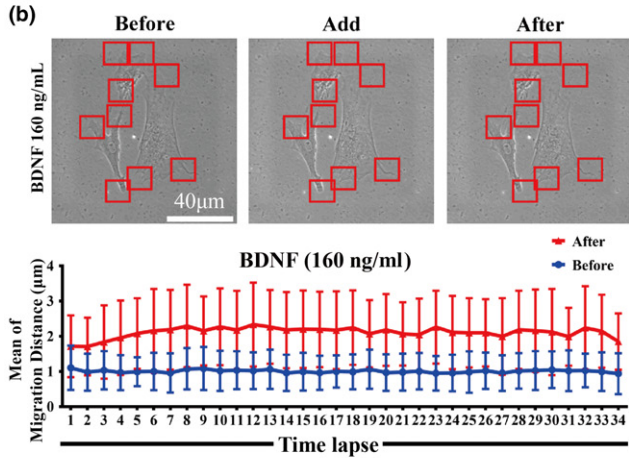 (b)
Before
Add
After
BDNF 160 ng/mL
40μm
After
Before
BDNF (160 ng/ml)
Mean of
Migration Distance (μm)
4
3
2
1
0
1 2 3 4 5 6 7 8 9 10 11 12 13 14 15 16 17 18 19 20 21 22 23 24 25 26 27 28 29 30 31 32 33 34
Time lapse